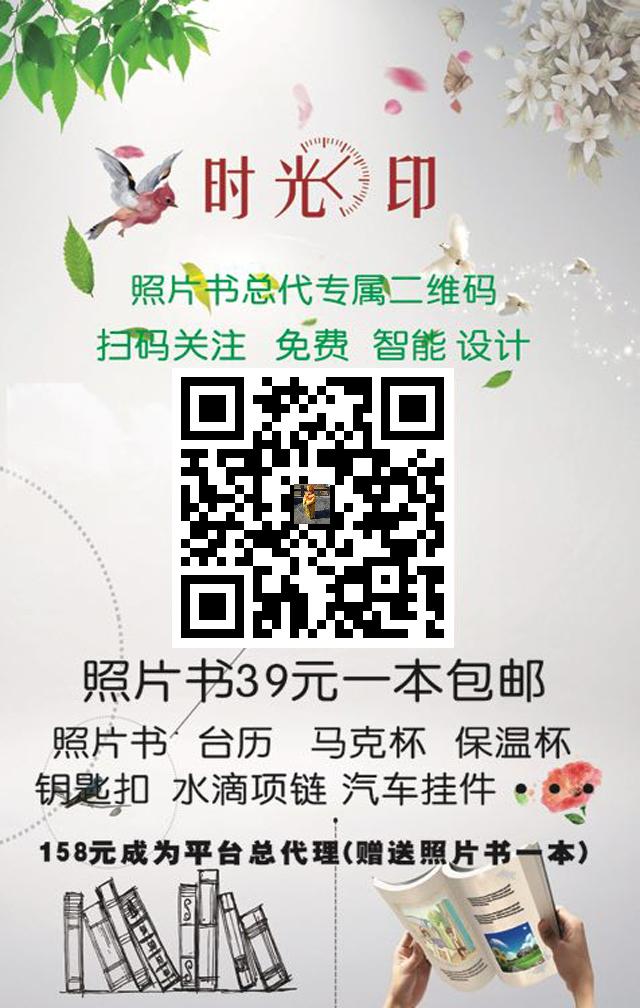 时光印
照片书总代专属二维码
扫码关注 免费 智能 设计
照片书39元一本包邮
照片书 台历 马克杯 保温杯
钥匙扣 水滴项链 汽车挂件
158元成为平台总代理(赠送照片书一本)